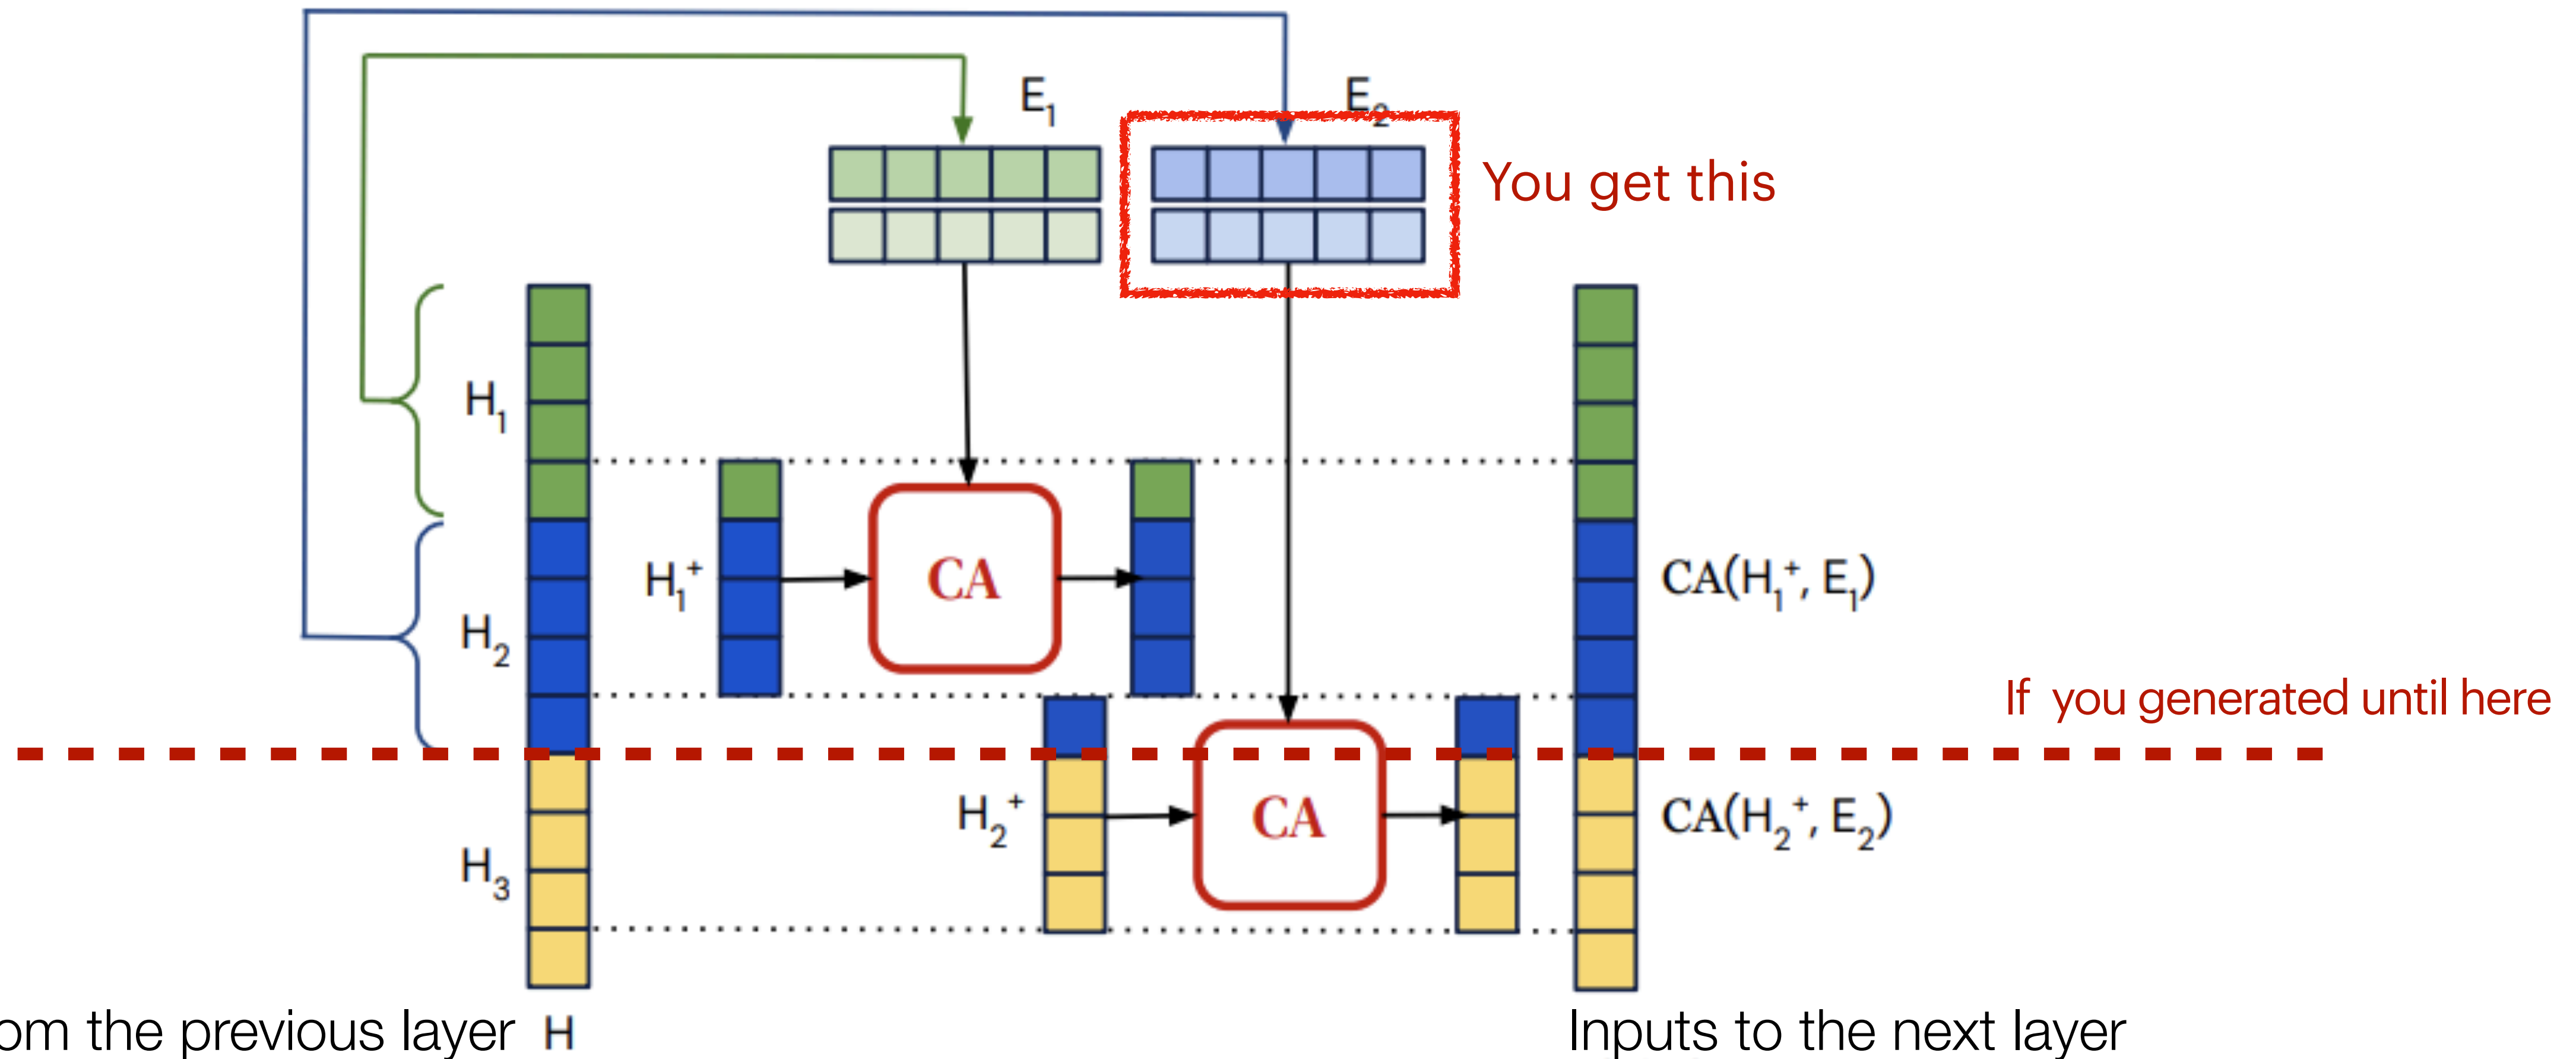 E₁
E₂
You get this
H₁
H₁⁺
CA
CA(H₁⁺, E₁)
H₂
If you generated until here
H₂⁺
CA
CA(H₂⁺, E₂)
H₃
the previous layer
H
Inputs to the next layer